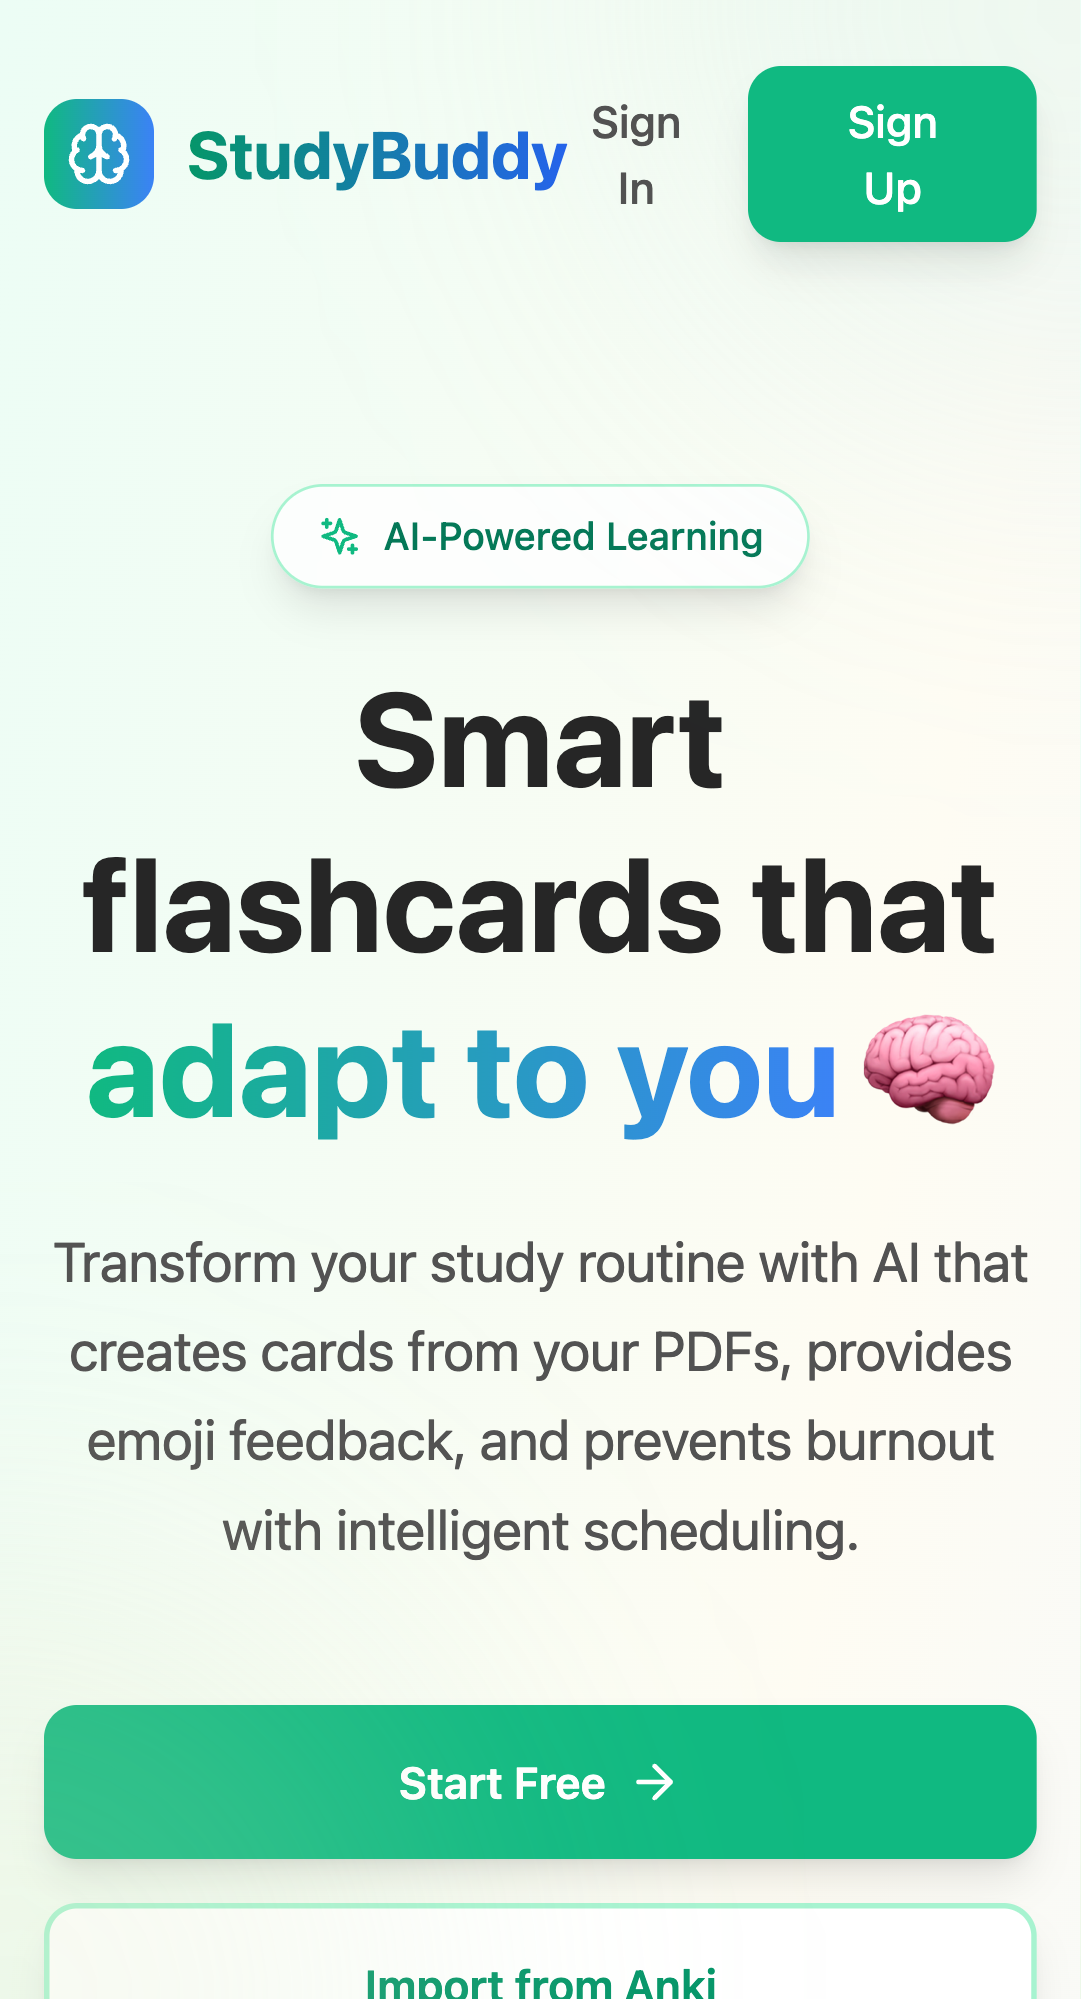 StudyBuddy
Sign
In
Sign
Up
AI-Powered Learning
Smart
flashcards that
adapt to you 🧠
Transform your study routine with AI that
creates cards from your PDFs, provides
emoji feedback, and prevents burnout
with intelligent scheduling.
Start Free →
Import from Anki